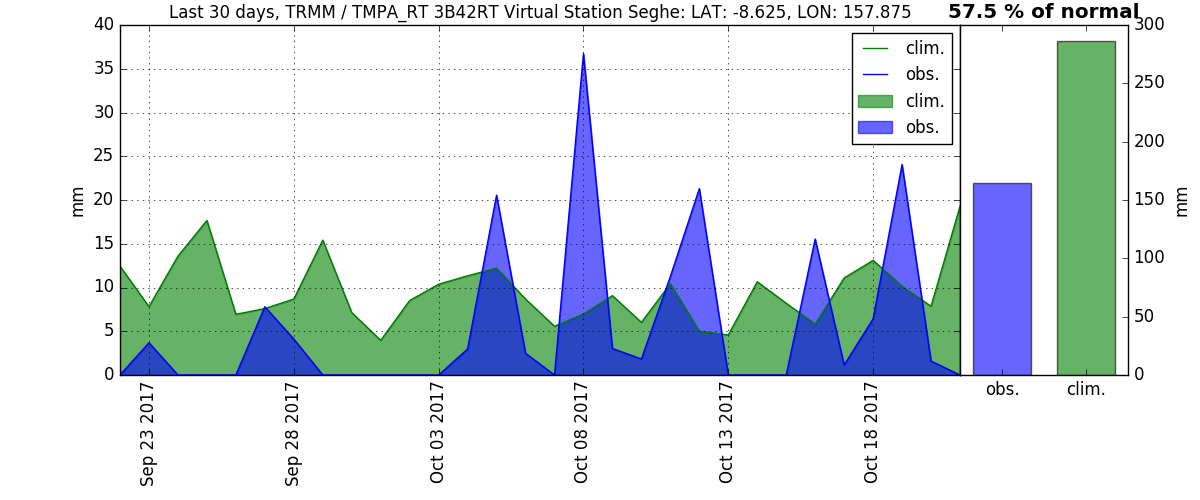 Last 30 days, TRMM / TMPA_RT 3B42RT Virtual Station Seghe: LAT: -8.625, LON: 157.875
57.5 % of normal
40
35
30
25
20
15
10
5
0
mm
clim.
obs.
clim.
obs.
Sep 23 2017
Sep 28 2017
Oct 03 2017
Oct 08 2017
Oct 13 2017
Oct 18 2017
300
250
200
150
100
50
0
mm
obs.
clim.